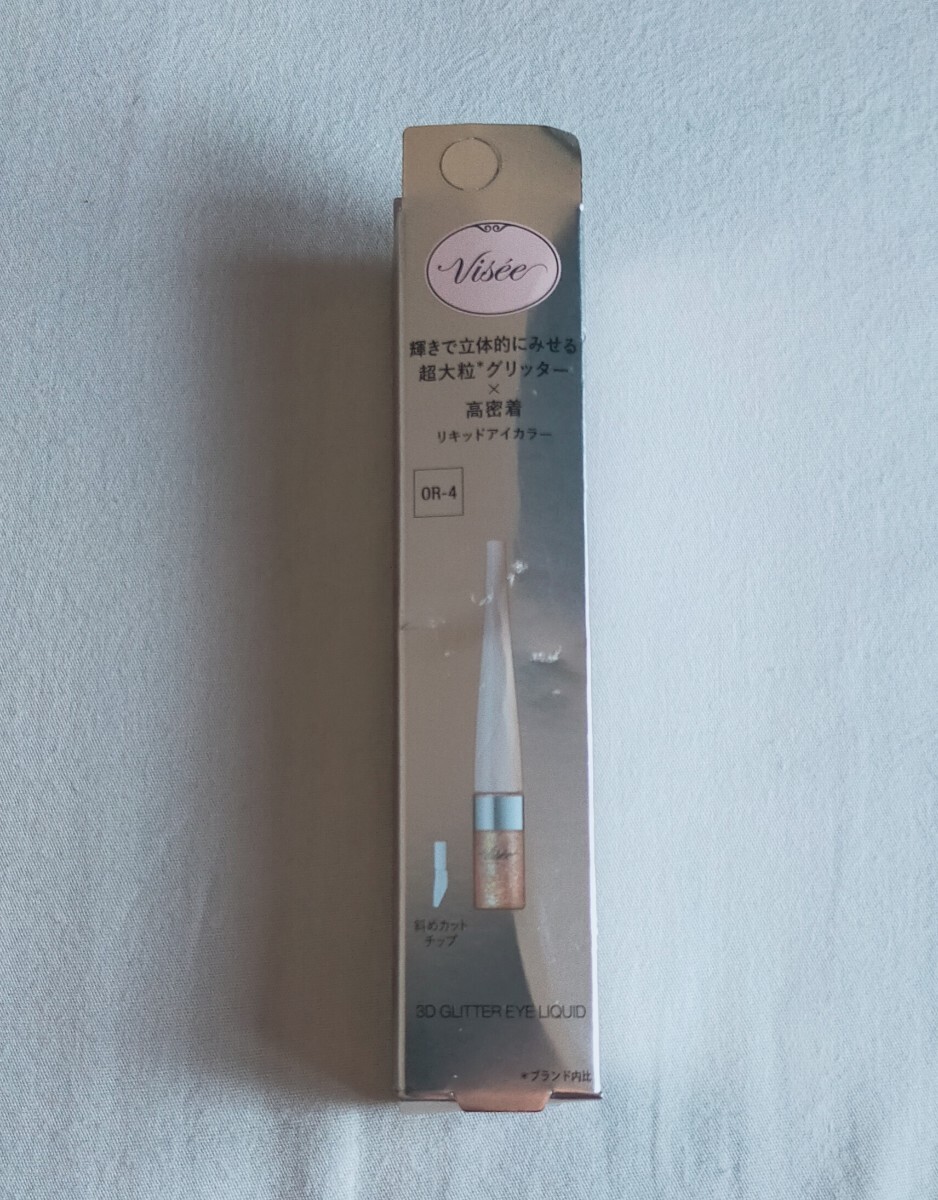 Visée
輝きで立体的にみせる
超大粒*グリッター
×
高密着
リキッドアイカラー
OR-4
Visée
斜めカット
チップ
3D GLITTER EYE LIQUID
*ブランド内比